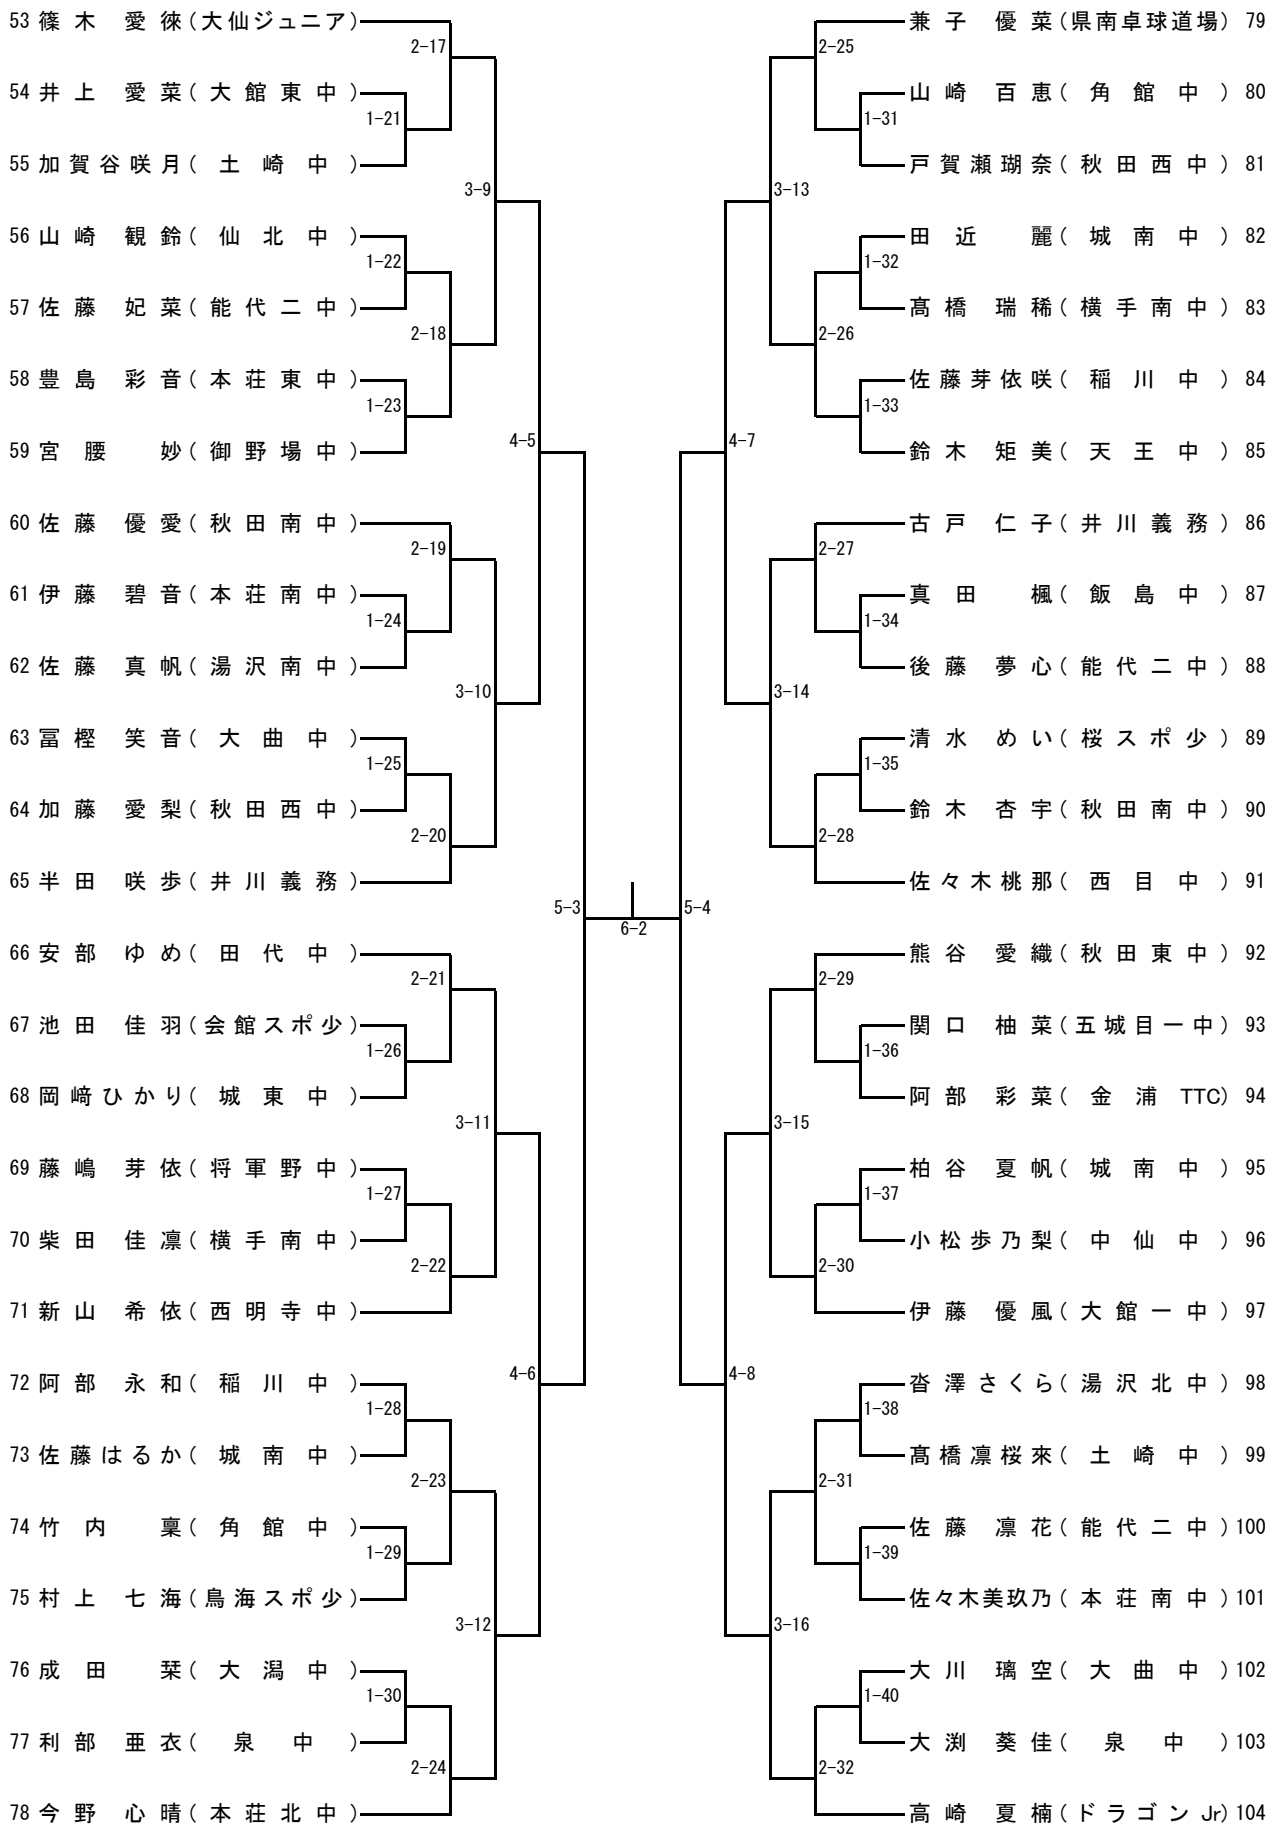 53 篠木 愛徠(大仙ジュニア)
2-17
54 井上 愛菜(大館東中)
1-21
55 加賀谷咲月(土崎中)
3-9
56 山崎 観鈴(仙北中)
1-22
57 佐藤 妃菜(能代二中)
2-18
58 豊島 彩音(本荘東中)
1-23
59 宮腰 妙(御野場中)
4-5
60 佐藤 優愛(秋田南中)
2-19
61 伊藤 碧音(本荘南中)
1-24
62 佐藤 真帆(湯沢南中)
3-10
63 冨樫 笑音(大曲中)
1-25
64 加藤 愛梨(秋田西中)
2-20
65 半田 咲歩(井川義務)
5-3
66 安部 ゆめ(田代中)
2-21
67 池田 佳羽(会館スポ少)
1-26
68 岡﨑ひかり(城東中)
3-11
69 藤嶋 芽依(将軍野中)
1-27
70 柴田 佳凛(横手南中)
2-22
71 新山 希依(西明寺中)
4-6
72 阿部 永和(稲川中)
1-28
73 佐藤はるか(城南中)
2-23
74 竹内 稟(角館中)
1-29
75 村上 七海(鳥海スポ少)
3-12
76 成田 栞(大潟中)
1-30
77 利部 亜衣(泉中)
2-24
78 今野 心晴(本荘北中)
6-2
兼子 優菜(県南卓球道場) 79
2-25
山崎 百恵(角館中) 80
1-31
戸賀瀬瑚奈(秋田西中) 81
3-13
田近 麗(城南中) 82
1-32
髙橋 瑞稀(横手南中) 83
2-26
佐藤芽依咲(稲川中) 84
1-33
鈴木 矩美(天王中) 85
4-7
古戸 仁子(井川義務) 86
2-27
真田 楓(飯島中) 87
1-34
後藤 夢心(能代二中) 88
3-14
清水 めい(桜スポ少) 89
1-35
鈴木 杏宇(秋田南中) 90
2-28
佐々木桃那(西目中) 91
5-4
熊谷 愛織(秋田東中) 92
2-29
関口 柚菜(五城目一中) 93
1-36
阿部 彩菜(金浦TTC) 94
3-15
柏谷 夏帆(城南中) 95
1-37
小松歩乃梨(中仙中) 96
2-30
伊藤 優風(大館一中) 97
4-8
沓澤さくら(湯沢北中) 98
1-38
髙橋凛桜來(土崎中) 99
2-31
佐藤 凛花(能代二中) 100
1-39
佐々木美玖乃(本荘南中) 101
3-16
大川 璃空(大曲中) 102
1-40
大渕 葵佳(泉中) 103
2-32
高崎 夏楠(ドラゴンJr) 104